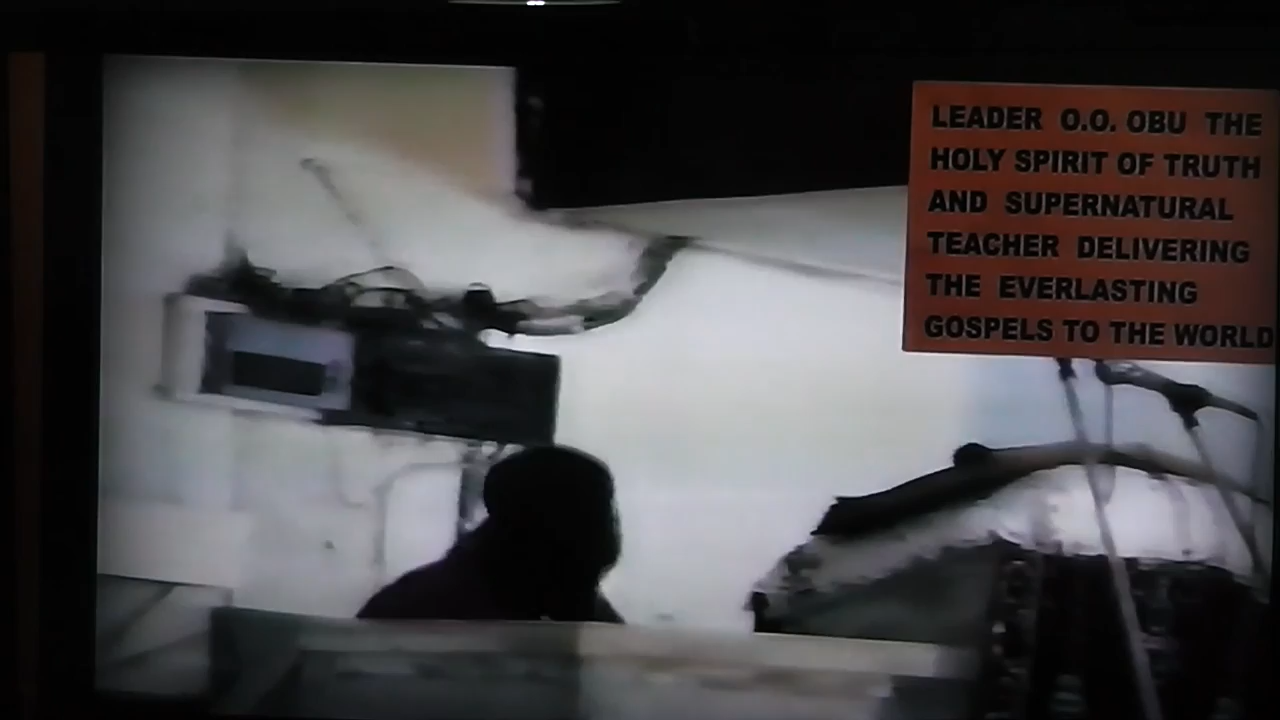 LEADER O.O. OBU THE
HOLY SPIRIT OF TRUTH
AND SUPERNATURAL
TEACHER DELIVERING
THE EVERLASTING
GOSPELS TO THE WORLD